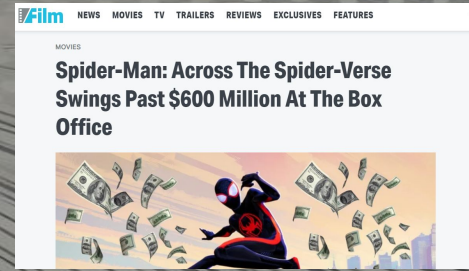 /Film NEWS MOVIES TV TRAILERS REVIEWS EXCLUSIVES FEATURES
MOVIES
Spider-Man: Across The Spider-Verse
Swings Past $600 Million At The Box
Office